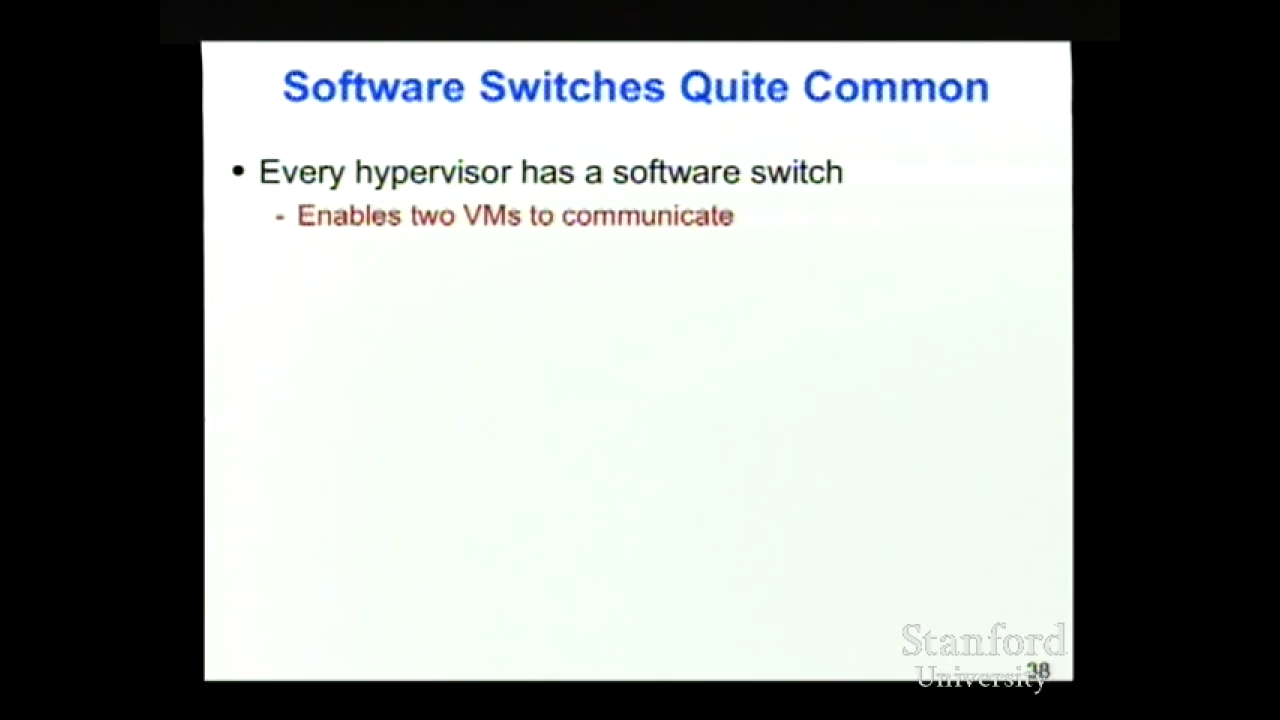 Software Switches Quite Common
• Every hypervisor has a software switch
- Enables two VMs to communicate
Stanford
University
38